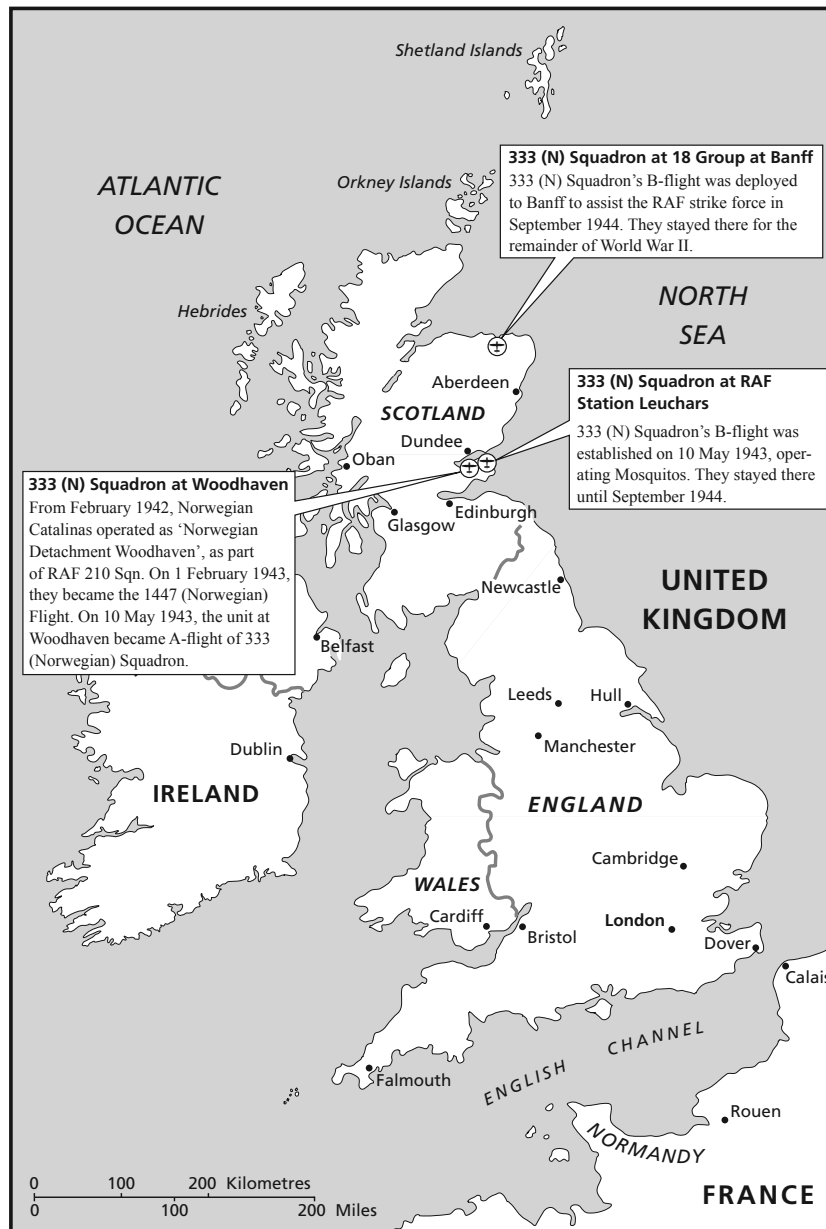 Shetland Islands
333 (N) Squadron at 18 Group at Banff
333 (N) Squadron's B-flight was deployed
to Banff to assist the RAF strike force in
September 1944. They stayed there for the
remainder of World War II.
ATLANTIC
OCEAN
Orkney Islands
Hebrides
NORTH
SEA
Aberdeen
333 (N) Squadron at RAF
Station Leuchars
333 (N) Squadron's B-flight was
established on 10 May 1943, oper-
ating Mosquitos. They stayed there
until September 1944.
SCOTLAND
Dundee
Oban
333 (N) Squadron at Woodhaven
From February 1942, Norwegian
Catalinas operated as 'Norwegian
Detachment Woodhaven', as part
of RAF 210 Sqn. On 1 February 1943,
they became the 1447 (Norwegian)
Flight. On 10 May 1943, the unit at
Woodhaven became A-flight of 333
(Norwegian) Squadron.
Glasgow
Edinburgh
Newcastle
UNITED
KINGDOM
Belfast
Leeds
Hull
Manchester
Dublin
IRELAND
ENGLAND
Cambridge
WALES
Cardiff
Bristol
London
Dover
Calais
ENGLISH CHANNEL
Falmouth
Rouen
NORMANDY
FRANCE
0 100 200 Kilometres
0 100 200 Miles